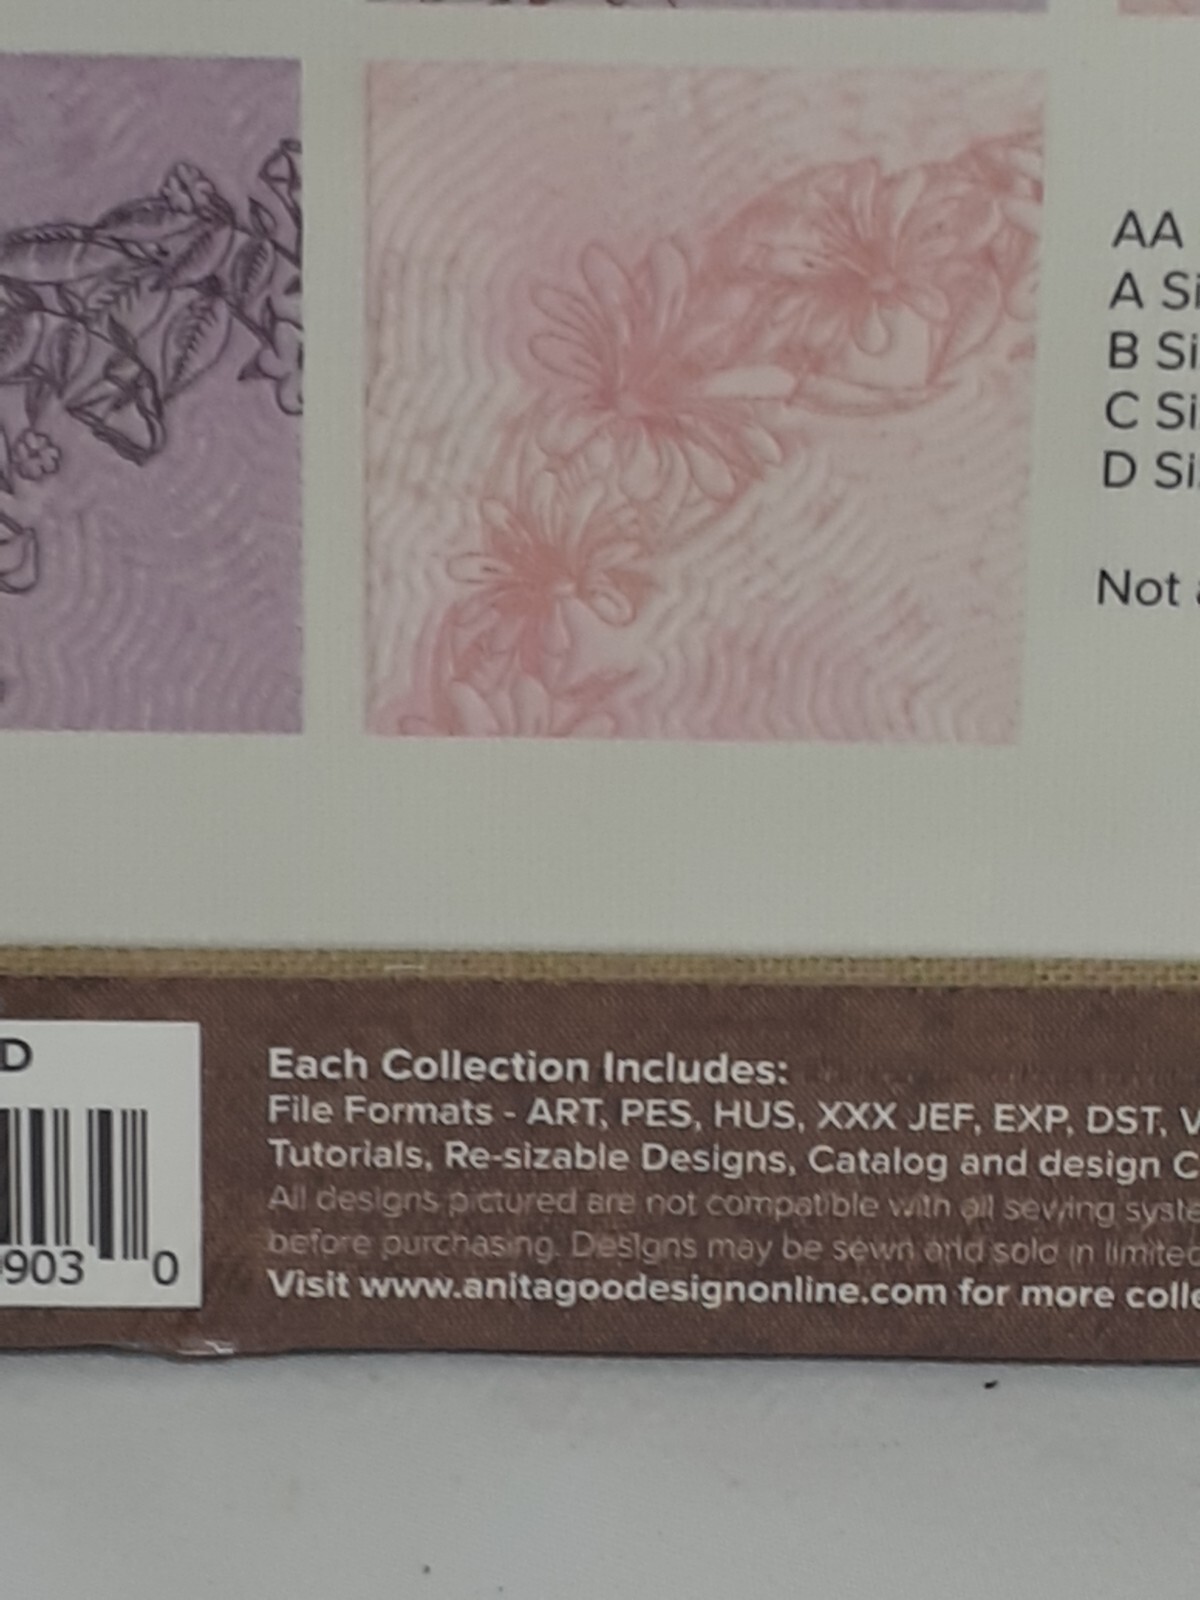 AA
A Si
B Si
C Si
D Si
Not
D
903 0
Each Collection Includes:
File Formats - ART, PES, HUS, XXX JEF, EXP, DST, V
Tutorials, Re-sizable Designs, Catalog and design C
All designs pictured are not compatible with all sewing syste
before purchasing. Designs may be sewn and sold in limited
Visit www.anitagoodesignonline.com for more colle